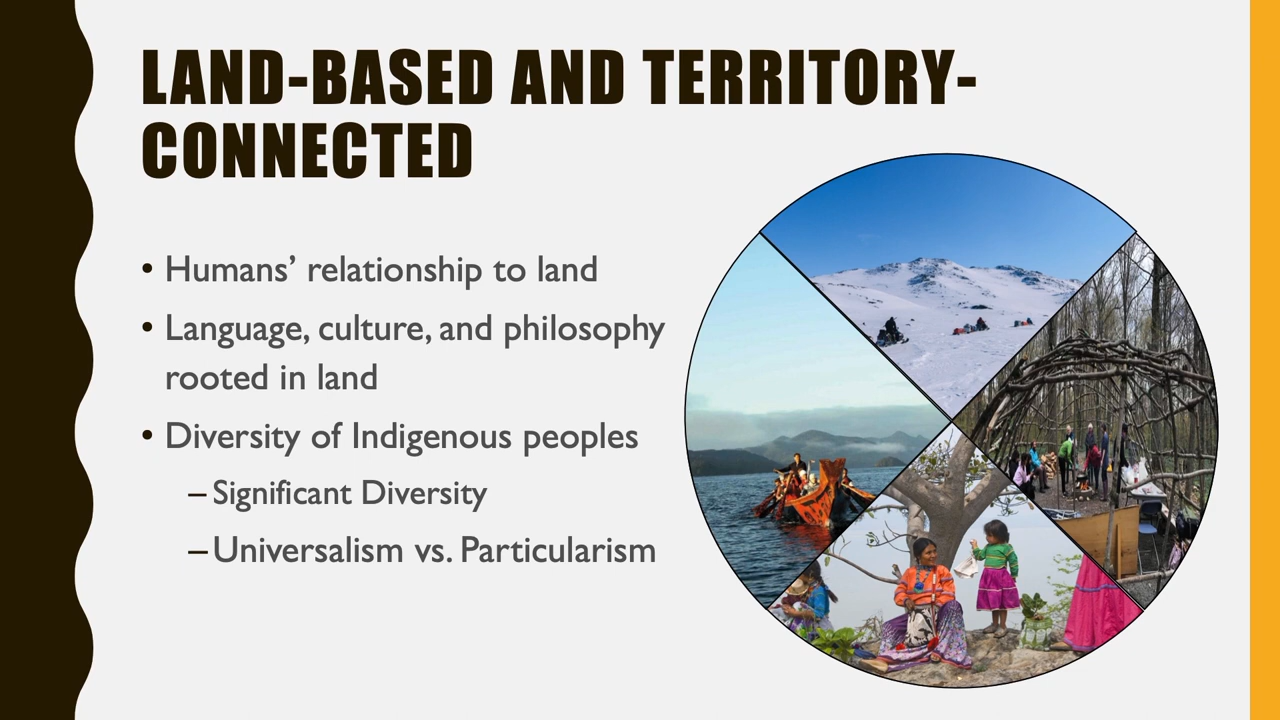 LAND-BASED AND TERRITORY-
CONNECTED
• Humans’ relationship to land
• Language, culture, and philosophy
rooted in land
• Diversity of Indigenous peoples
– Significant Diversity
– Universalism vs. Particularism